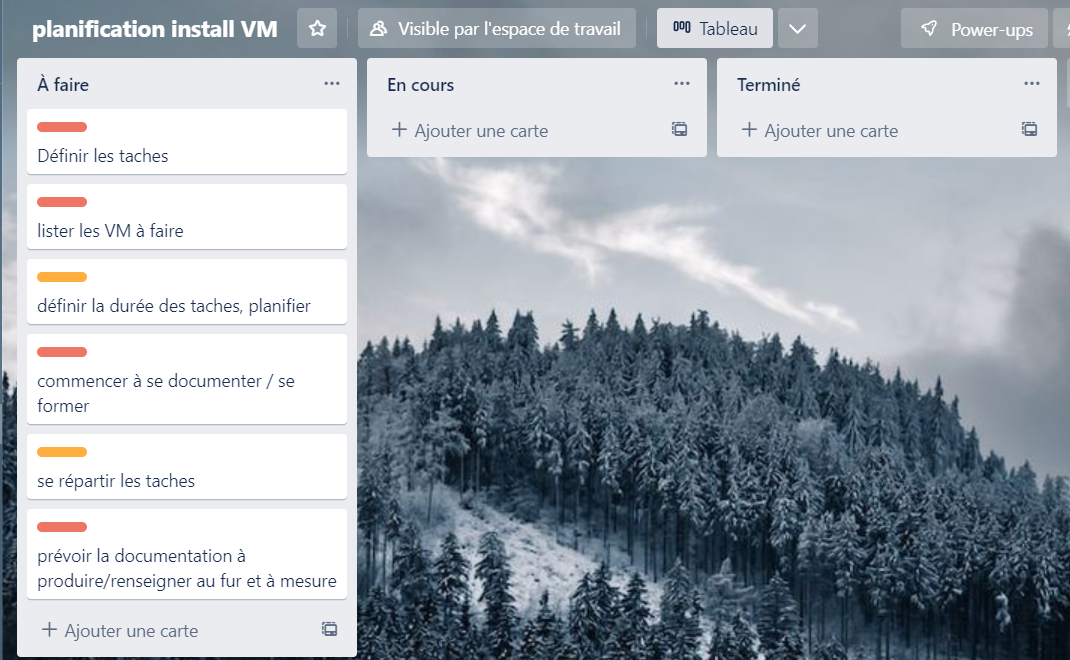 planification install VM
Visible par l'espace de travail
Tableau
Power-ups
À faire
Définir les taches
lister les VM à faire
définir la durée des taches, planifier
commencer à se documenter / se
former
se répartir les taches
prévoir la documentation à
produire/renseigner au fur et à mesure
+ Ajouter une carte
En cours
+ Ajouter une carte
Terminé
+ Ajouter une carte